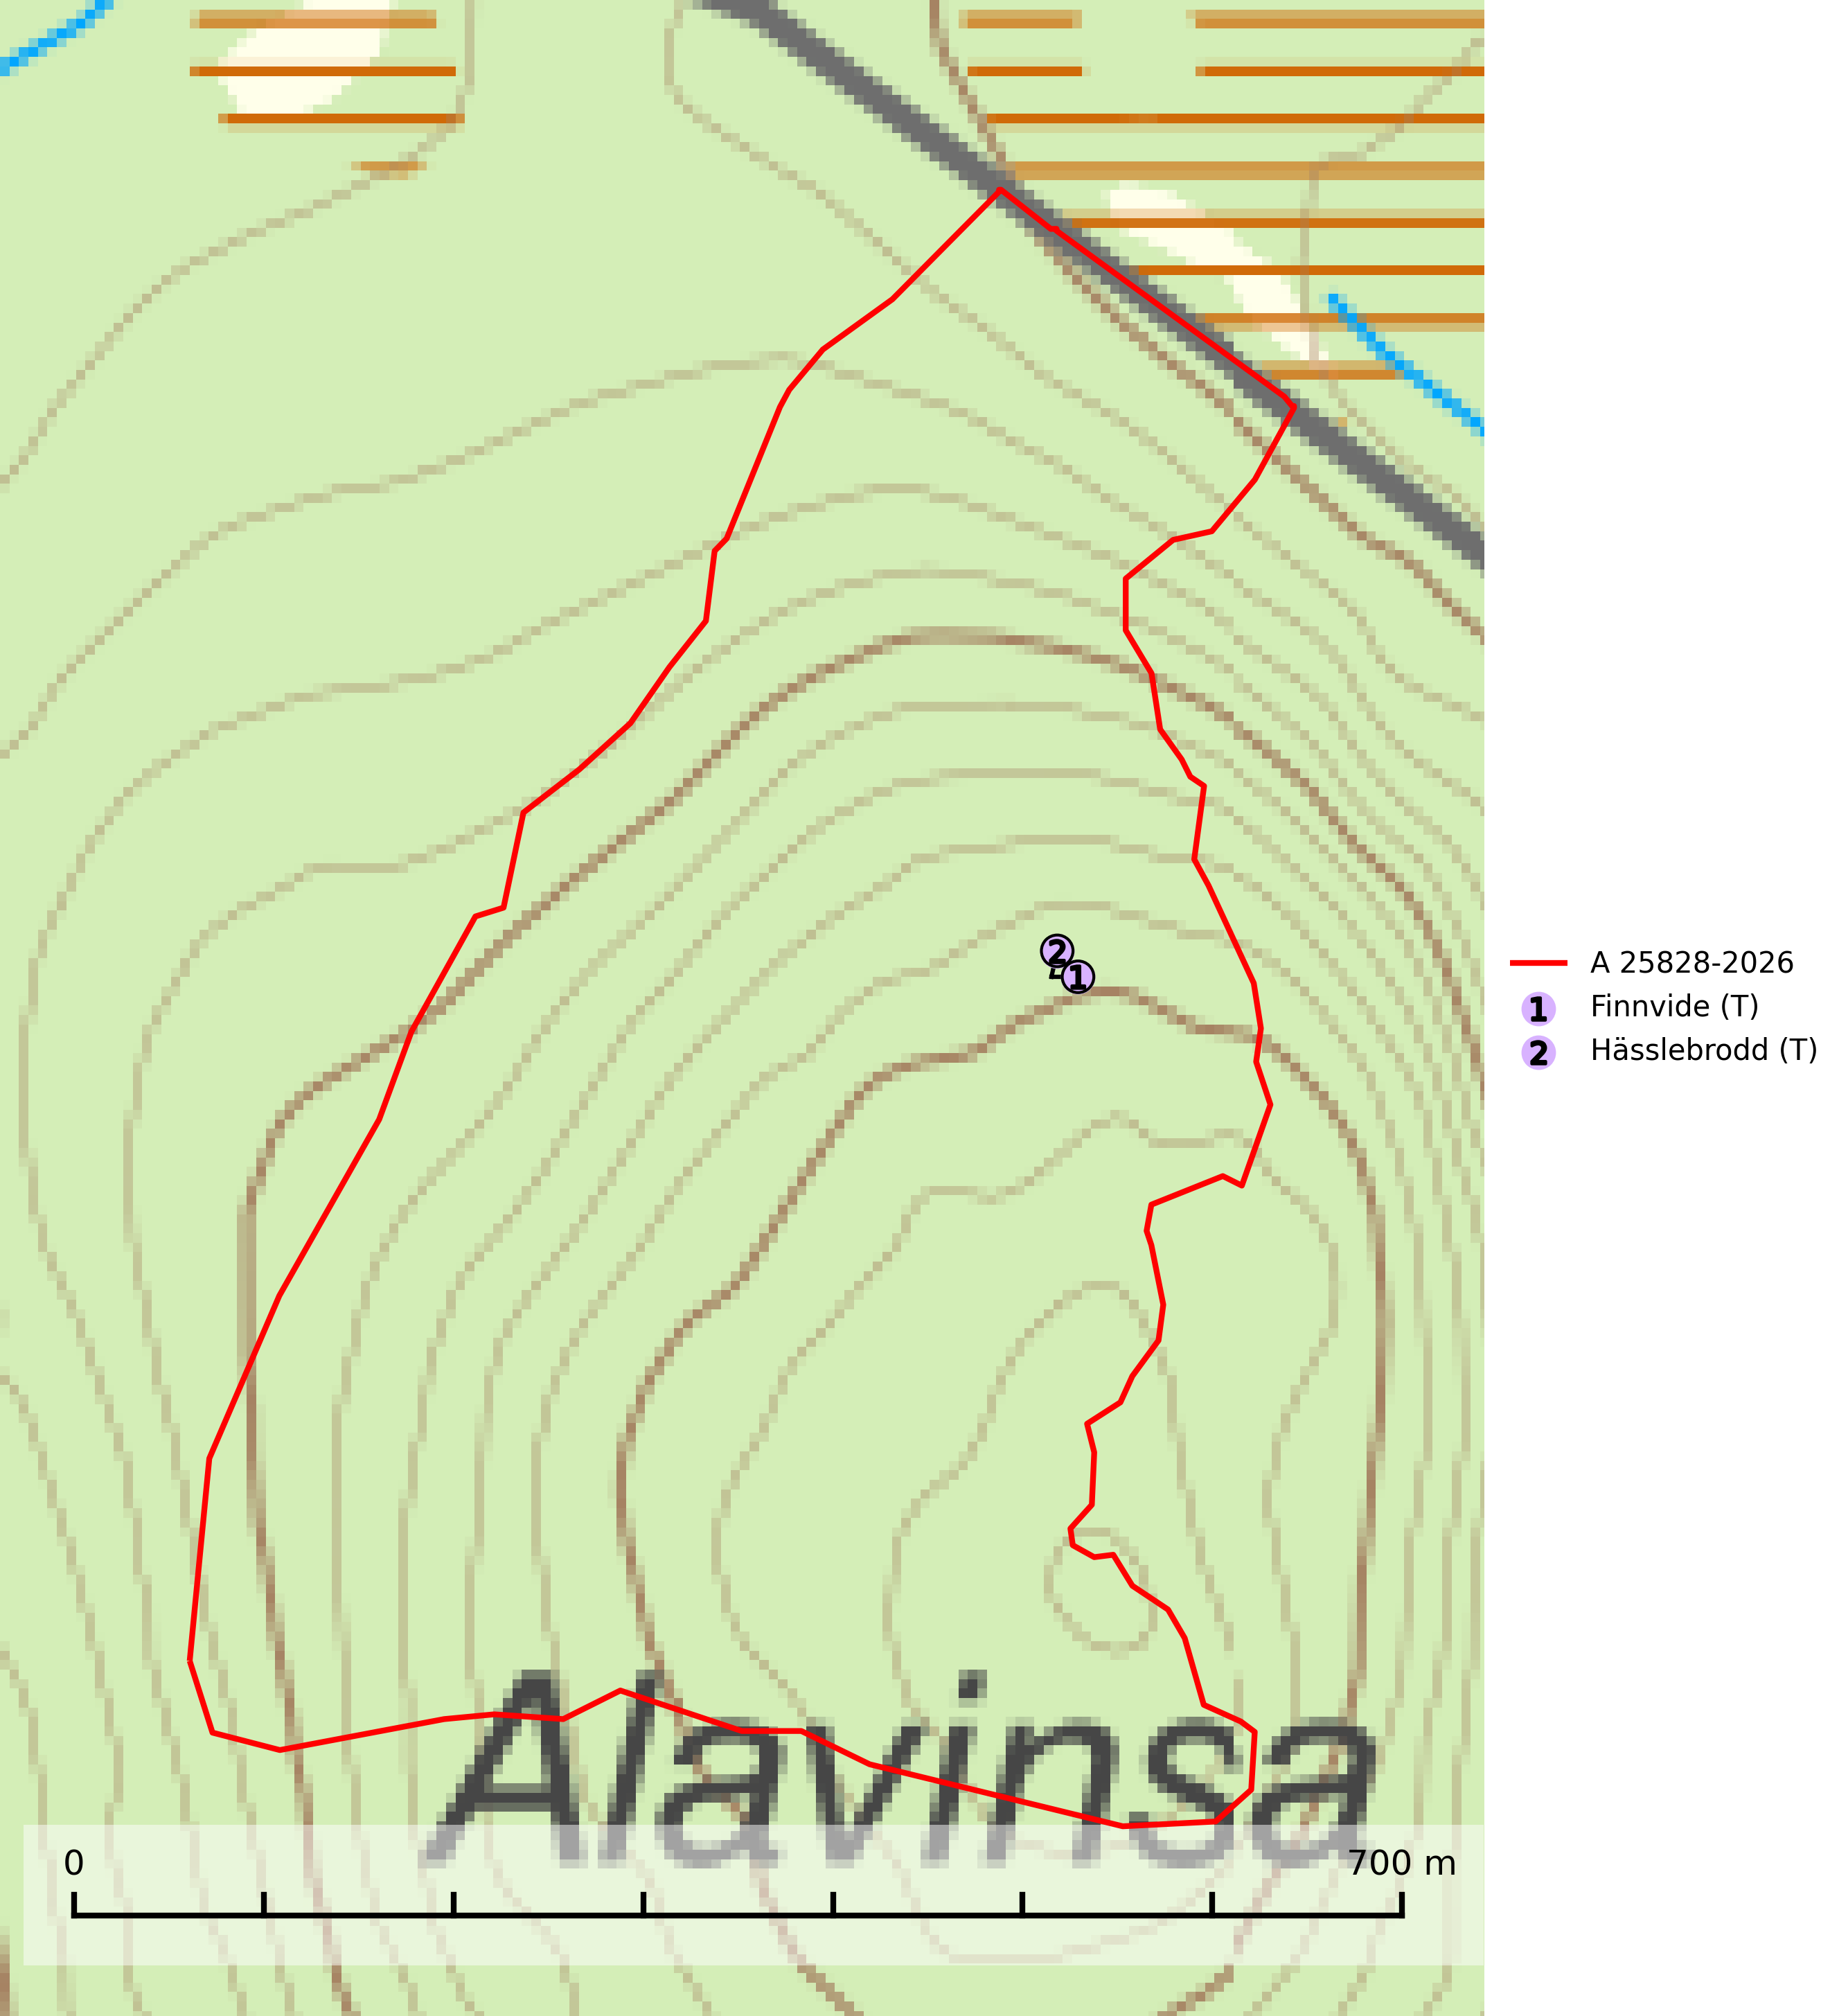 2
1
A 25828-2026
1 Finnvide (T)
2 Hässlebrodd (T)
Alavinsa
0 700 m